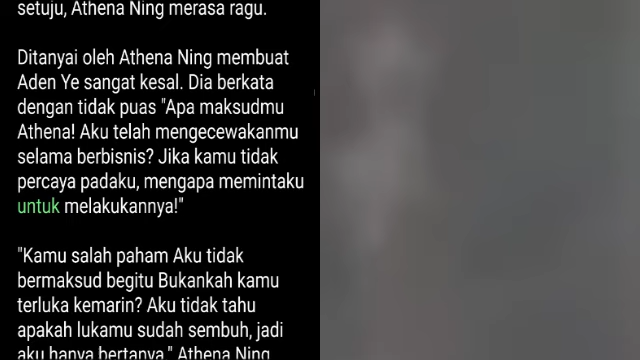 setuju, Athena Ning merasa ragu.
Ditanyai oleh Athena Ning membuat
Aden Ye sangat kesal. Dia berkata
dengan tidak puas "Apa maksudmu
Athena! Aku telah mengecewakanmu
selama berbisnis? Jika kamu tidak
percaya padaku, mengapa memintaku
untuk melakukannya!"
"Kamu salah paham Aku tidak
bermaksud begitu Bukankah kamu
terluka kemarin? Aku tidak tahu
apakah lukamu sudah sembuh, jadi
aku hanya bertanya." Athena Ning